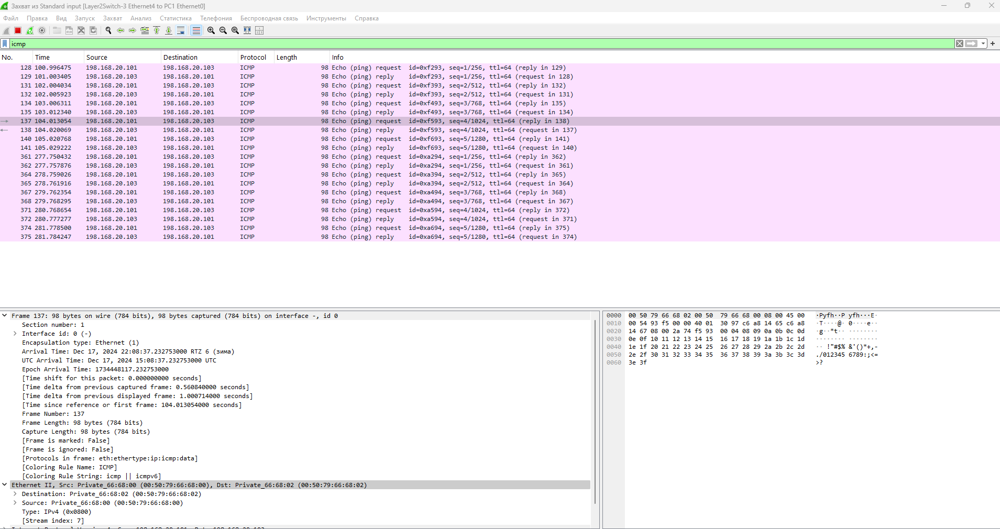 Захват из Standard input [Layer2Switch-3 Ethernet4 to PC1 Ethernet0]
Файл Правка Вид Запуск Захват Анализ Статистика Телефония Беспроводная связь Инструменты Справка
icmp
No. Time Source Destination Protocol Length Info
128 100.996475 198.168.20.101 198.168.20.103 ICMP 98 Echo (ping) request id=0xf293, seq=1/256, ttl=64 (reply in 129)
129 101.003405 198.168.20.103 198.168.20.101 ICMP 98 Echo (ping) reply id=0xf293, seq=1/256, ttl=64 (request in 128)
131 102.004034 198.168.20.101 198.168.20.103 ICMP 98 Echo (ping) request id=0xf393, seq=2/512, ttl=64 (reply in 132)
132 102.005923 198.168.20.103 198.168.20.101 ICMP 98 Echo (ping) reply id=0xf393, seq=2/512, ttl=64 (request in 131)
134 103.006311 198.168.20.101 198.168.20.103 ICMP 98 Echo (ping) request id=0xf493, seq=3/768, ttl=64 (reply in 135)
135 103.012340 198.168.20.103 198.168.20.101 ICMP 98 Echo (ping) reply id=0xf493, seq=3/768, ttl=64 (request in 134)
137 104.013054 198.168.20.101 198.168.20.103 ICMP 98 Echo (ping) request id=0xf593, seq=4/1024, ttl=64 (reply in 138)
138 104.020069 198.168.20.103 198.168.20.101 ICMP 98 Echo (ping) reply id=0xf593, seq=4/1024, ttl=64 (request in 137)
140 105.020768 198.168.20.101 198.168.20.103 ICMP 98 Echo (ping) request id=0xf693, seq=5/1280, ttl=64 (reply in 141)
141 105.029222 198.168.20.103 198.168.20.101 ICMP 98 Echo (ping) reply id=0xf693, seq=5/1280, ttl=64 (request in 140)
361 277.750432 198.168.20.101 198.168.20.103 ICMP 98 Echo (ping) request id=0xa294, seq=1/256, ttl=64 (reply in 362)
362 277.757876 198.168.20.103 198.168.20.101 ICMP 98 Echo (ping) reply id=0xa294, seq=1/256, ttl=64 (request in 361)
364 278.759026 198.168.20.101 198.168.20.103 ICMP 98 Echo (ping) request id=0xa394, seq=2/512, ttl=64 (reply in 365)
365 278.761916 198.168.20.103 198.168.20.101 ICMP 98 Echo (ping) reply id=0xa394, seq=2/512, ttl=64 (request in 364)
367 279.762354 198.168.20.101 198.168.20.103 ICMP 98 Echo (ping) request id=0xa494, seq=3/768, ttl=64 (reply in 368)
368 279.768295 198.168.20.103 198.168.20.101 ICMP 98 Echo (ping) reply id=0xa494, seq=3/768, ttl=64 (request in 367)
371 280.768654 198.168.20.101 198.168.20.103 ICMP 98 Echo (ping) request id=0xa594, seq=4/1024, ttl=64 (reply in 372)
372 280.777277 198.168.20.103 198.168.20.101 ICMP 98 Echo (ping) reply id=0xa594, seq=4/1024, ttl=64 (request in 371)
374 281.778500 198.168.20.101 198.168.20.103 ICMP 98 Echo (ping) request id=0xa694, seq=5/1280, ttl=64 (reply in 375)
375 281.784247 198.168.20.103 198.168.20.101 ICMP 98 Echo (ping) reply id=0xa694, seq=5/1280, ttl=64 (request in 374)
Frame 137: 98 bytes on wire (784 bits), 98 bytes captured (784 bits) on interface -, id 0
Section number: 1
Interface id: 0 (-)
Encapsulation type: Ethernet (1)
Arrival Time: Dec 17, 2024 22:08:37.232753000 RTZ 6 (зима)
UTC Arrival Time: Dec 17, 2024 15:08:37.232753000 UTC
Epoch Arrival Time: 1734448117.232753000
[Time shift for this packet: 0.000000000 seconds]
[Time delta from previous captured frame: 0.560840000 seconds]
[Time delta from previous displayed frame: 1.000714000 seconds]
[Time since reference or first frame: 104.013054000 seconds]
Frame Number: 137
Frame Length: 98 bytes (784 bits)
Capture Length: 98 bytes (784 bits)
[Frame is marked: False]
[Frame is ignored: False]
[Protocols in frame: eth:ethertype:ip:icmp:data]
[Coloring Rule Name: ICMP]
[Coloring Rule String: icmp || icmpv6]
Ethernet II, Src: Private_66:68:00 (00:50:79:66:68:00), Dst: Private_66:68:02 (00:50:79:66:68:02)
Destination: Private_66:68:02 (00:50:79:66:68:02)
Source: Private_66:68:00 (00:50:79:66:68:00)
Type: IPv4 (0x0800)
[Stream index: 7]
0000 00 50 79 66 68 02 00 50 79 66 68 00 08 00 45 00 ·Pyfh··P yfh···E·
0010 00 54 93 f5 00 00 40 01 30 97 c6 a8 14 65 c6 a8 ·T····@· 0····e··
0020 14 67 08 00 2a 74 f5 93 00 04 08 09 0a 0b 0c 0d ·g··*t·· ········
0030 0e 0f 10 11 12 13 14 15 16 17 18 19 1a 1b 1c 1d ········ ········
0040 1e 1f 20 21 22 23 24 25 26 27 28 29 2a 2b 2c 2d ·· !"#$% &'()*+,-
0050 2e 2f 30 31 32 33 34 35 36 37 38 39 3a 3b 3c 3d ./012345 6789:;<=
0060 3e 3f >?